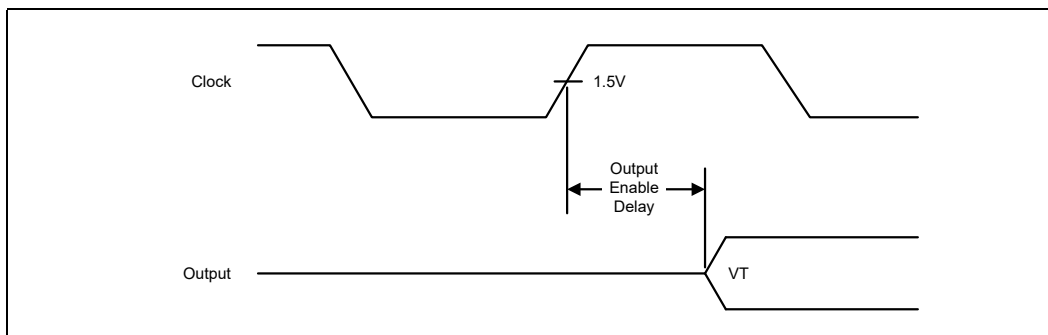 Clock
1.5V
Output
Enable
Delay
Output
VT